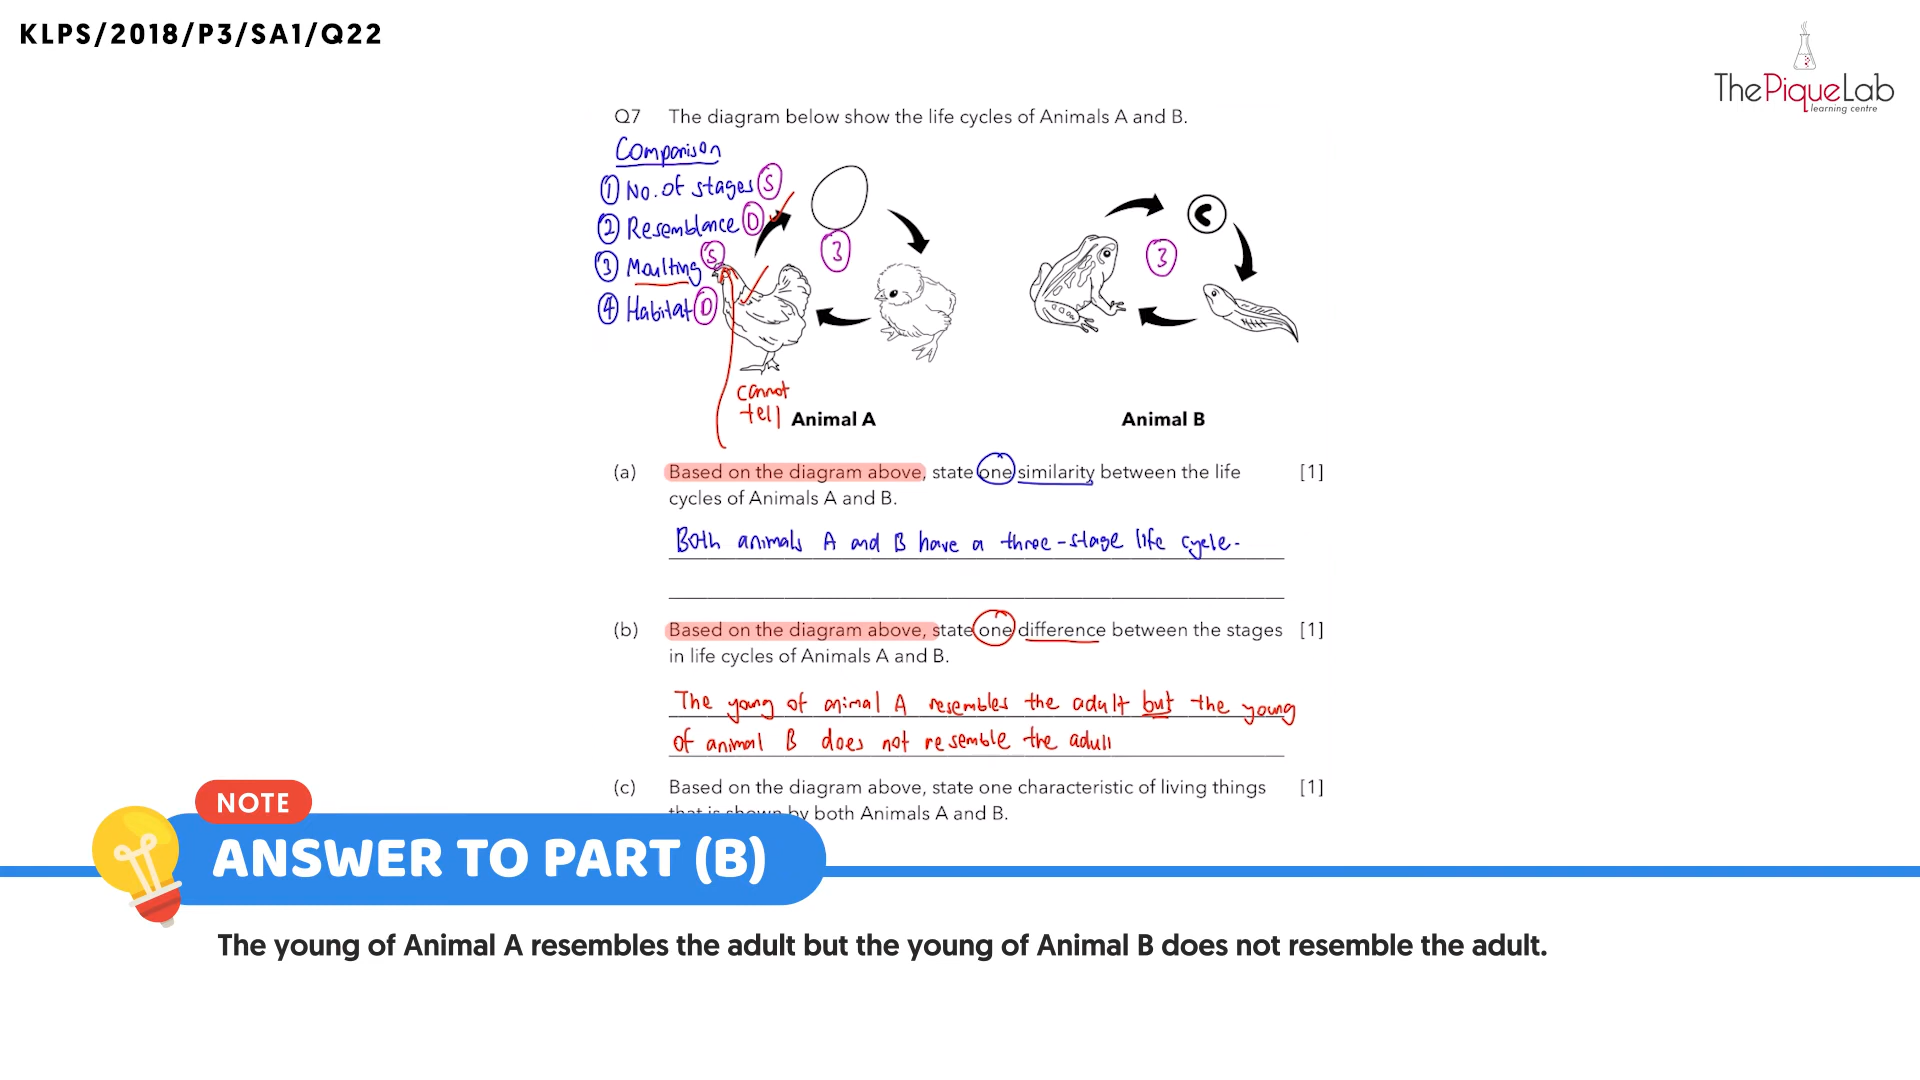 KLPS/2018/P3/SA1/Q22
ThePiqueLab
learning centre
Q7 The diagram below show the life cycles of Animals A and B.
Comparison
① No. of stages Ⓢ
② Resemblance Ⓓ
③ Moulting Ⓢ
④ Habitat Ⓓ
3
3
cannot
tell
Animal A
Animal B
(a) Based on the diagram above, state one similarity between the life [1]
cycles of Animals A and B.
Both animals A and B have a three-stage life cycle.
(b) Based on the diagram above, state one difference between the stages [1]
in life cycles of Animals A and B.
The young of animal A resembles the adult but the young
of animal B does not resemble the adult
(c) Based on the diagram above, state one characteristic of living things [1]
that is shown by both Animals A and B.
NOTE
ANSWER TO PART (B)
The young of Animal A resembles the adult but the young of Animal B does not resemble the adult.